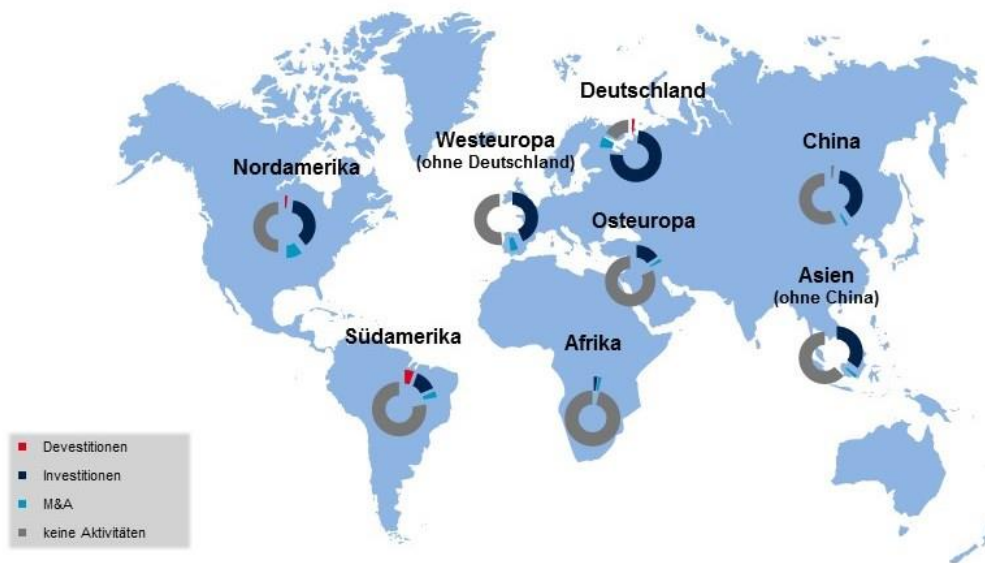 Deutschland
Westeuropa
(ohne Deutschland)
China
Nordamerika
Osteuropa
Asien
(ohne China)
Südamerika
Afrika
Devestitionen
Investitionen
M&A
keine Aktivitäten